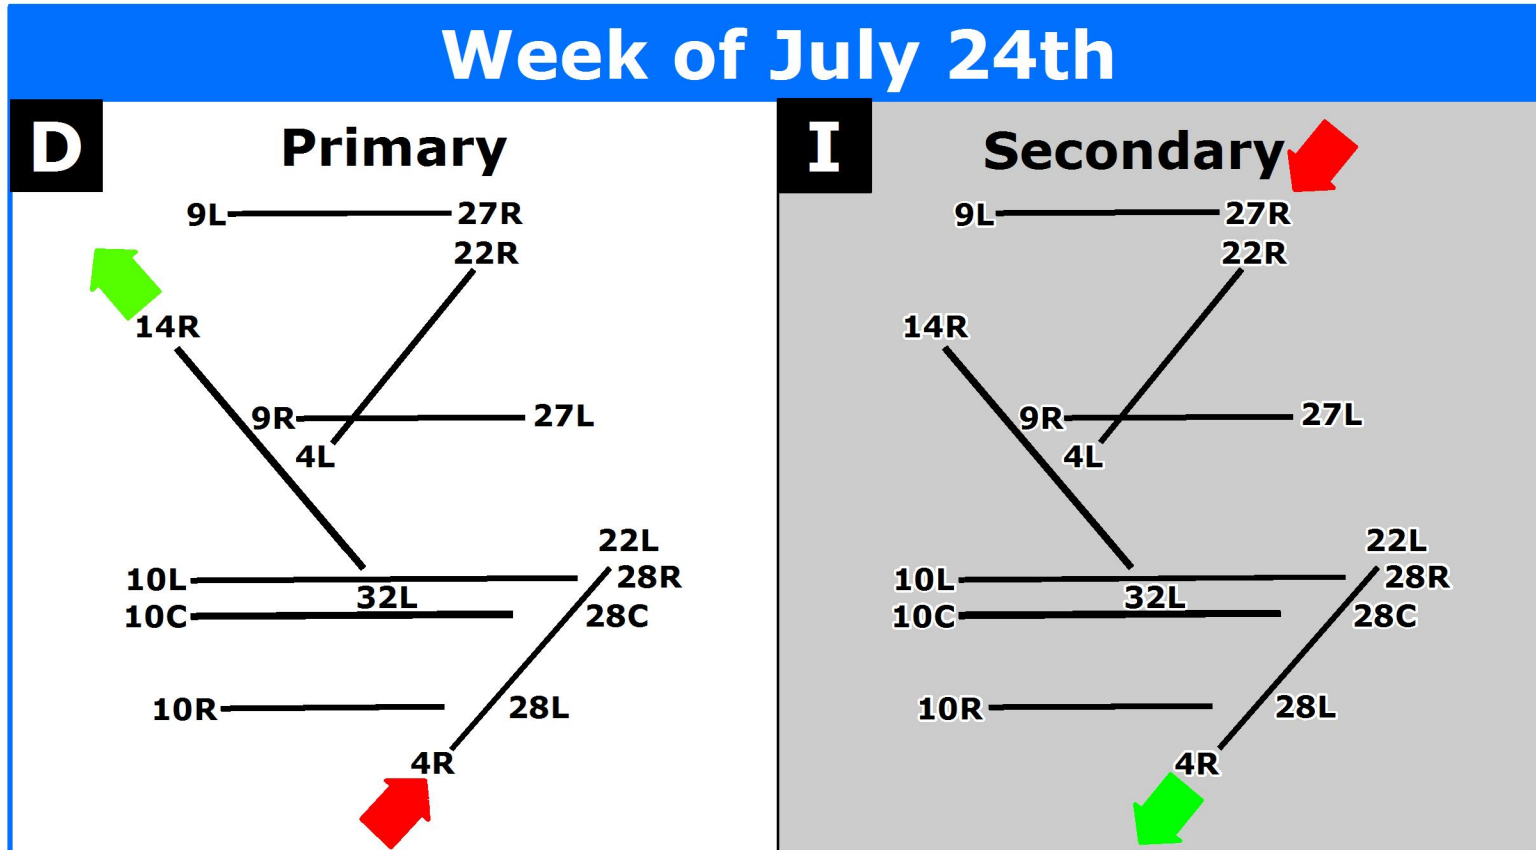 Week of July 24th
D
Primary
9L
27R
22R
14R
9R
27L
4L
22L
10L
28R
32L
10C
28C
10R
28L
4R
I
Secondary
9L
27R
22R
14R
9R
27L
4L
22L
10L
28R
32L
10C
28C
10R
28L
4R